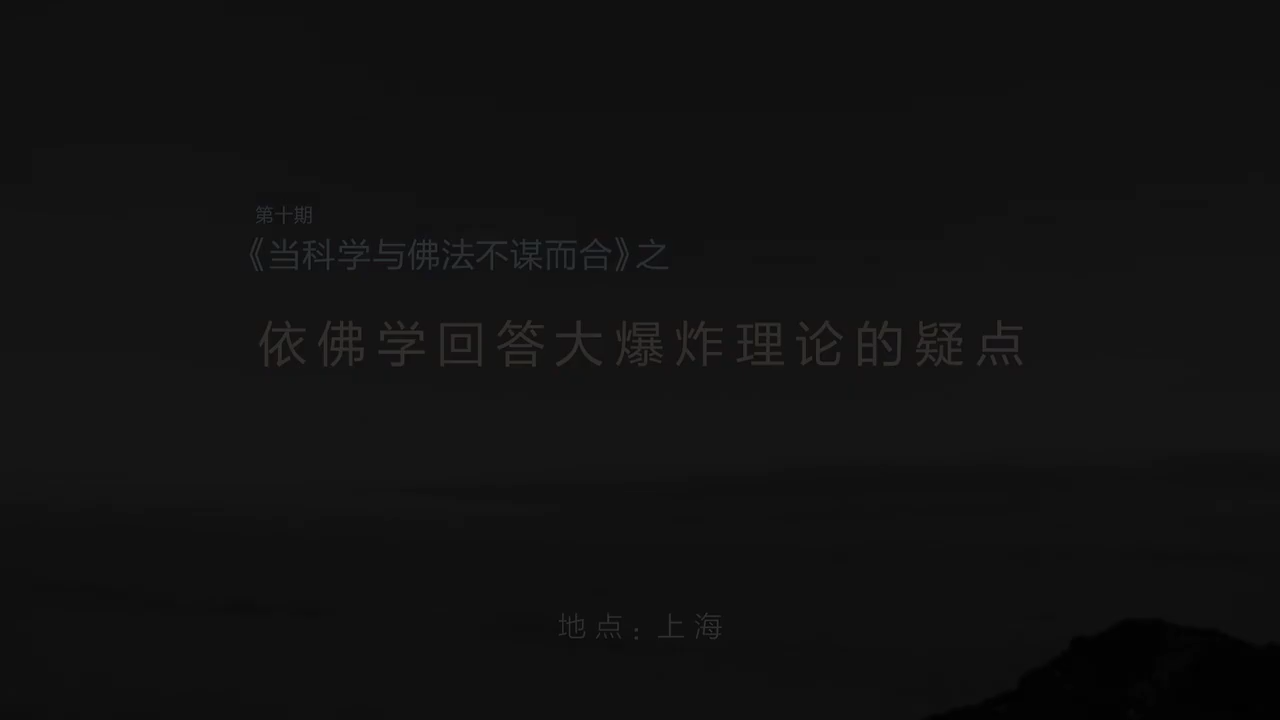 第十期
《当科学与佛法不谋而合》之
依佛学回答大爆炸理论的疑点
地点：上海